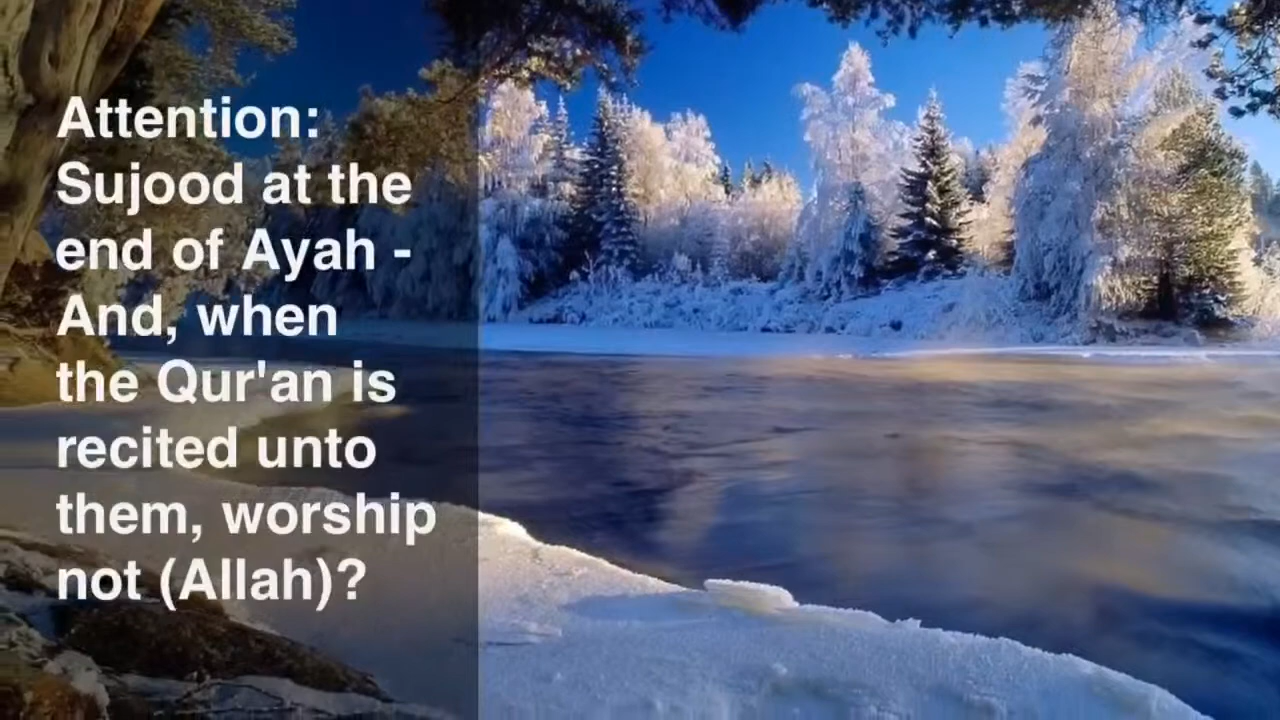 Attention:
Sujood at the
end of Ayah -
And, when
the Qur'an is
recited unto
them, worship
not (Allah)?